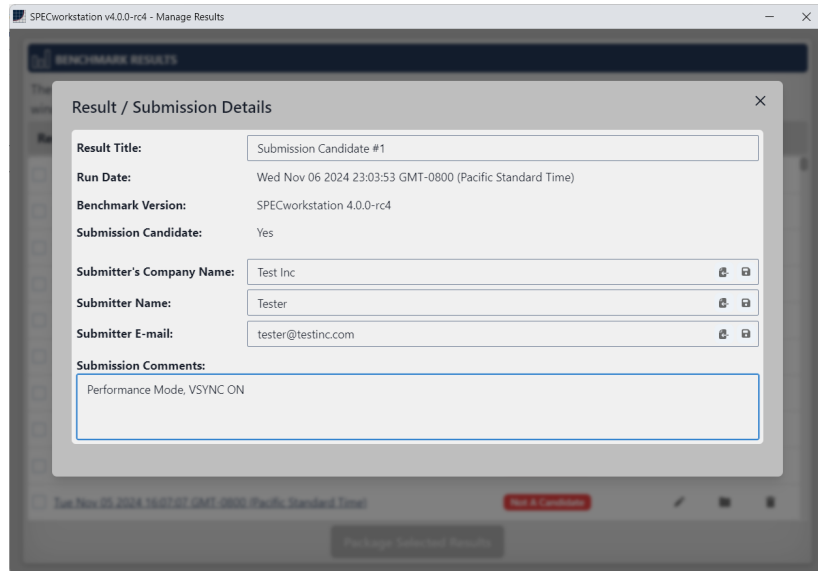 SPECworkstation v4.0.0-rc4 - Manage Results
BENCHMARK RESULTS
Result / Submission Details
Result Title: Submission Candidate #1
Run Date: Wed Nov 06 2024 23:03:53 GMT-0800 (Pacific Standard Time)
Benchmark Version: SPECworkstation 4.0.0-rc4
Submission Candidate: Yes
Submitter's Company Name: Test Inc
Submitter Name: Tester
Submitter E-mail: tester@testinc.com
Submission Comments:
Performance Mode, VSYNC ON
Tue Nov 05 2024 16:07:07 GMT-0800 (Pacific Standard Time) Not A Candidate
Package Selected Results